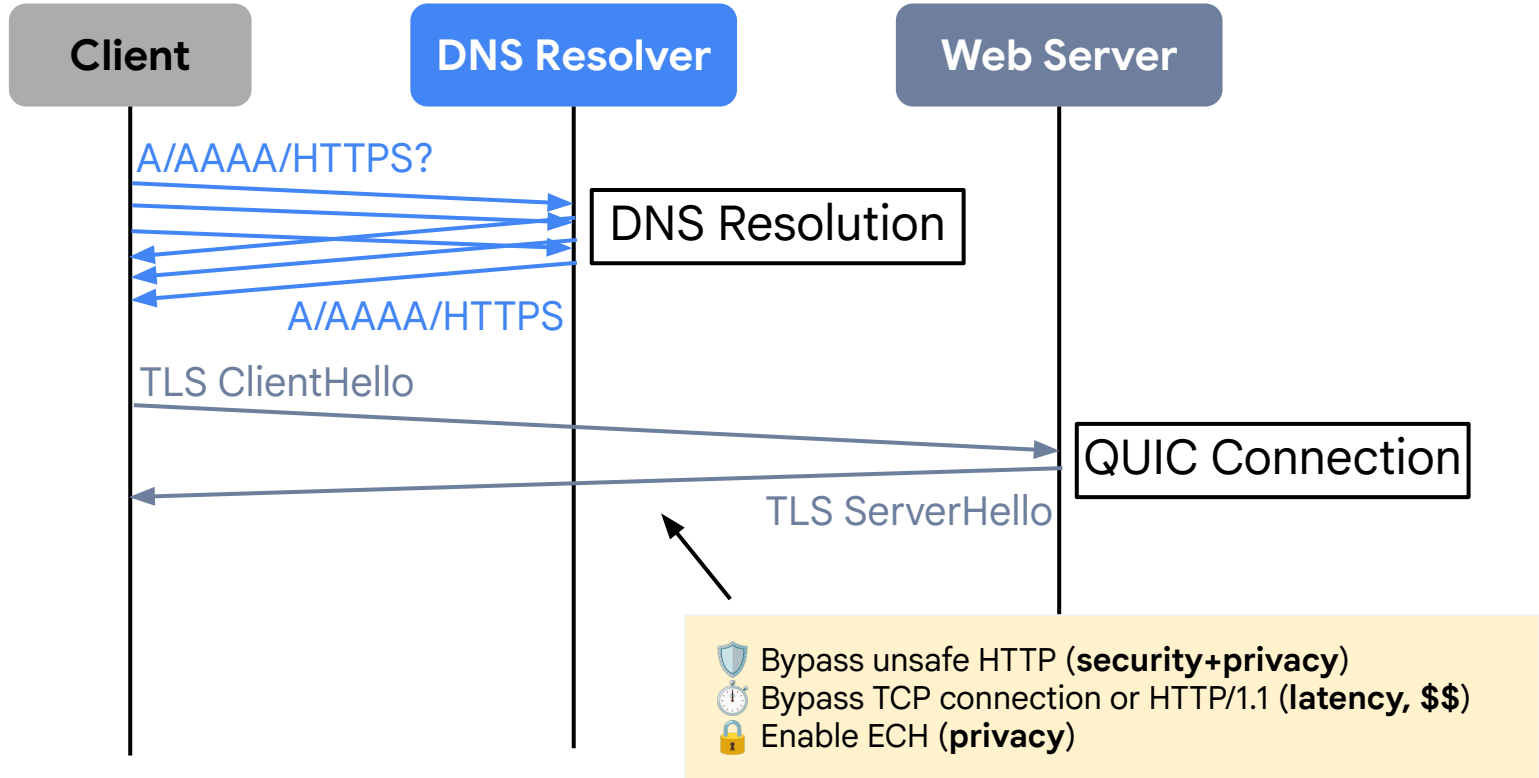 Client
DNS Resolver
Web Server
A/AAAA/HTTPS?
DNS Resolution
A/AAAA/HTTPS
TLS ClientHello
QUIC Connection
TLS ServerHello
🛡️ Bypass unsafe HTTP (security+privacy)
⏱️ Bypass TCP connection or HTTP/1.1 (latency, $$)
🔒 Enable ECH (privacy)